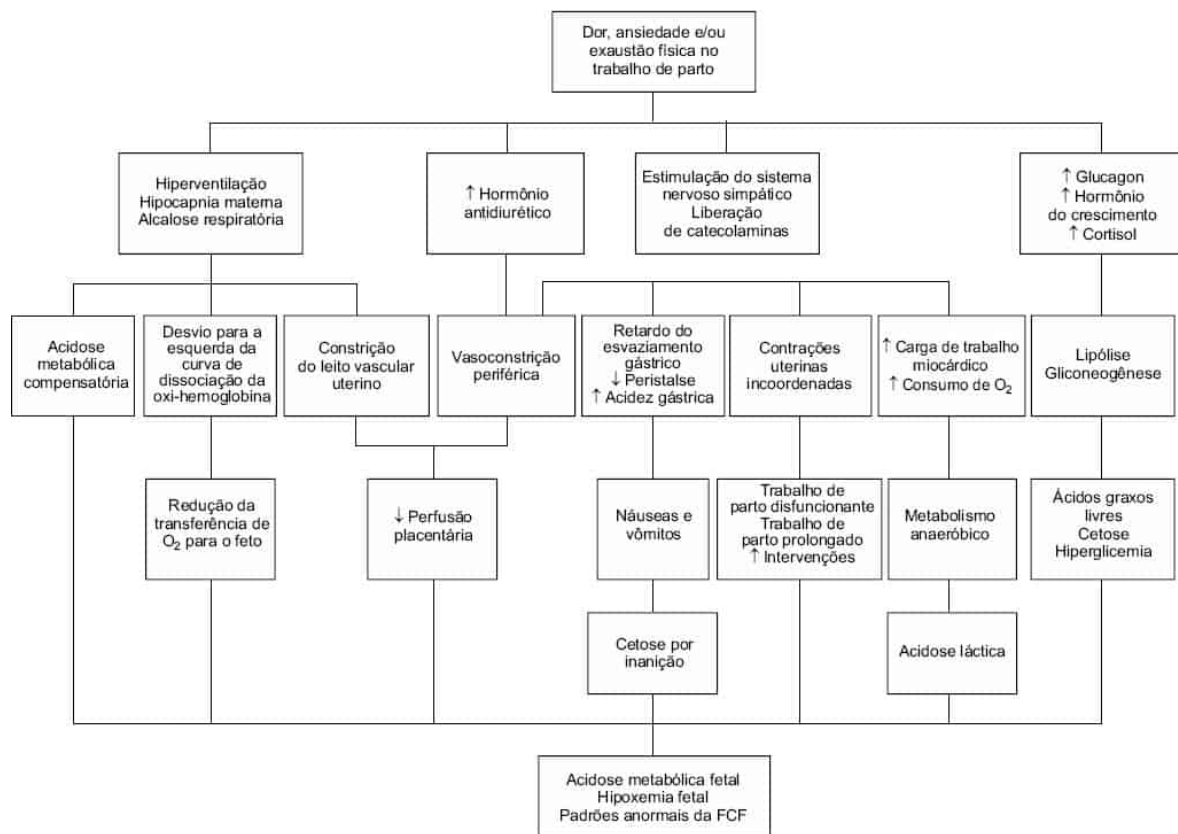 Dor, ansiedade e/ou
exaustão física no
trabalho de parto
Hiperventilação
Hipocapnia materna
Alcalose respiratória
↑ Hormônio
antidiurético
Estimulação do sistema
nervoso simpático
Liberação
de catecolaminas
↑ Glucagon
↑ Hormônio
do crescimento
↑ Cortisol
Acidose
metabólica
compensatória
Desvio para a
esquerda da
curva de
dissociação da
oxi-hemoglobina
Constrição
do leito vascular
uterino
Vasoconstrição
periférica
Retardo do
esvaziamento
gástrico
↓ Peristalse
↑ Acidez gástrica
Contrações
uterinas
incoordenadas
↑ Carga de trabalho
miocárdico
↑ Consumo de O₂
Lipólise
Gliconeogênese
Redução da
transferência de
O₂ para o feto
↓ Perfusão
placentária
Náuseas e
vômitos
Trabalho de
parto disfuncionante
Trabalho de
parto prolongado
↑ Intervenções
Metabolismo
anaeróbico
Ácidos graxos
livres
Cetose
Hiperglicemia
Cetose por
inanição
Acidose láctica
Acidose metabólica fetal
Hipoxemia fetal
Padrões anormais da FCF